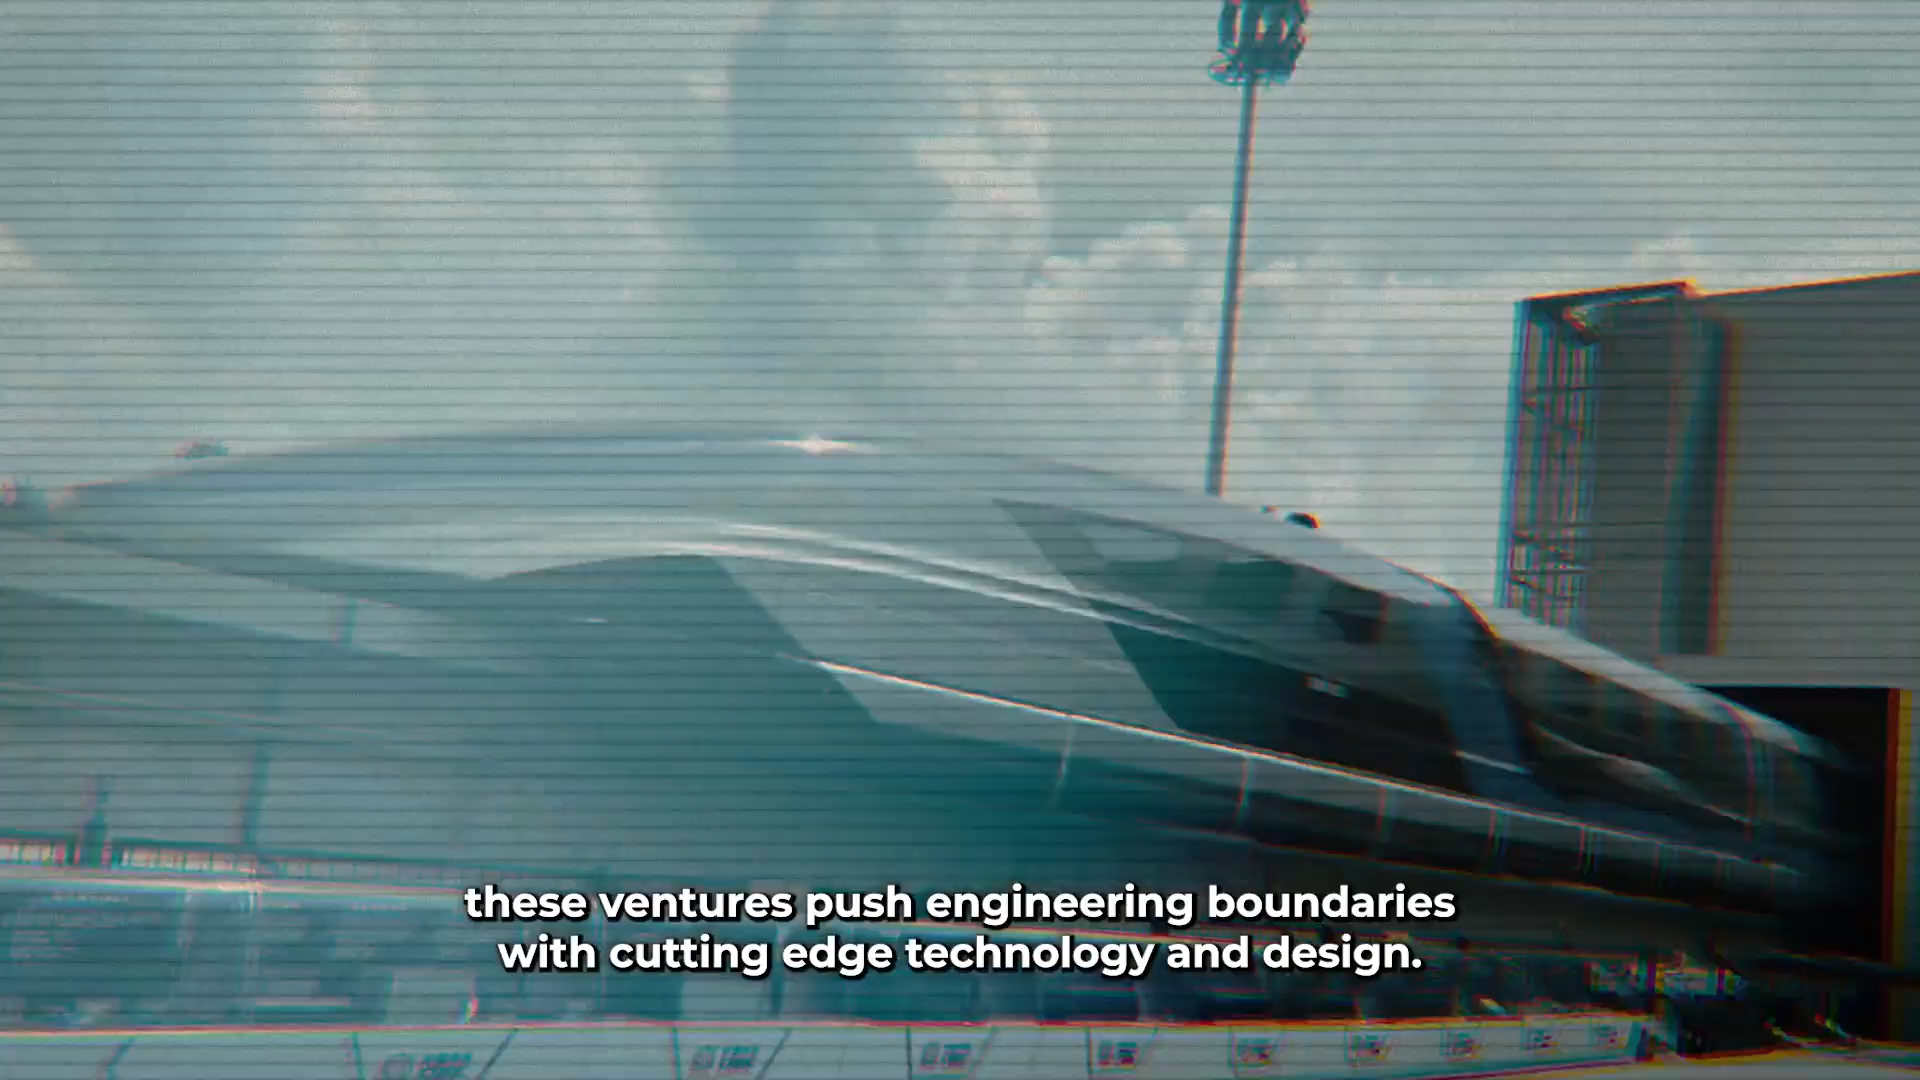 these ventures push engineering boundaries
with cutting edge technology and design.